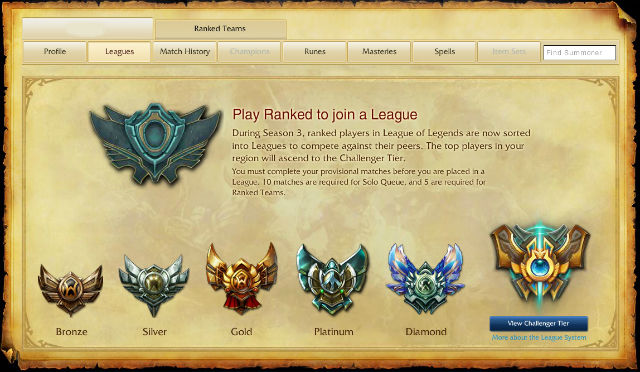 Ranked Teams
Profile
Leagues
Match History
Champions
Runes
Masteries
Spells
Item Sets
Find Summoner
Play Ranked to join a League
During Season 3, ranked players in League of Legends are now sorted
into Leagues to compete against their peers. The top players in your
region will ascend to the Challenger Tier.
You must complete your provisional matches before you are placed in a
League. 10 matches are required for Solo Queue, and 5 are required for
Ranked Teams.
Bronze
Silver
Gold
Platinum
Diamond
View Challenger Tier
More about the League System